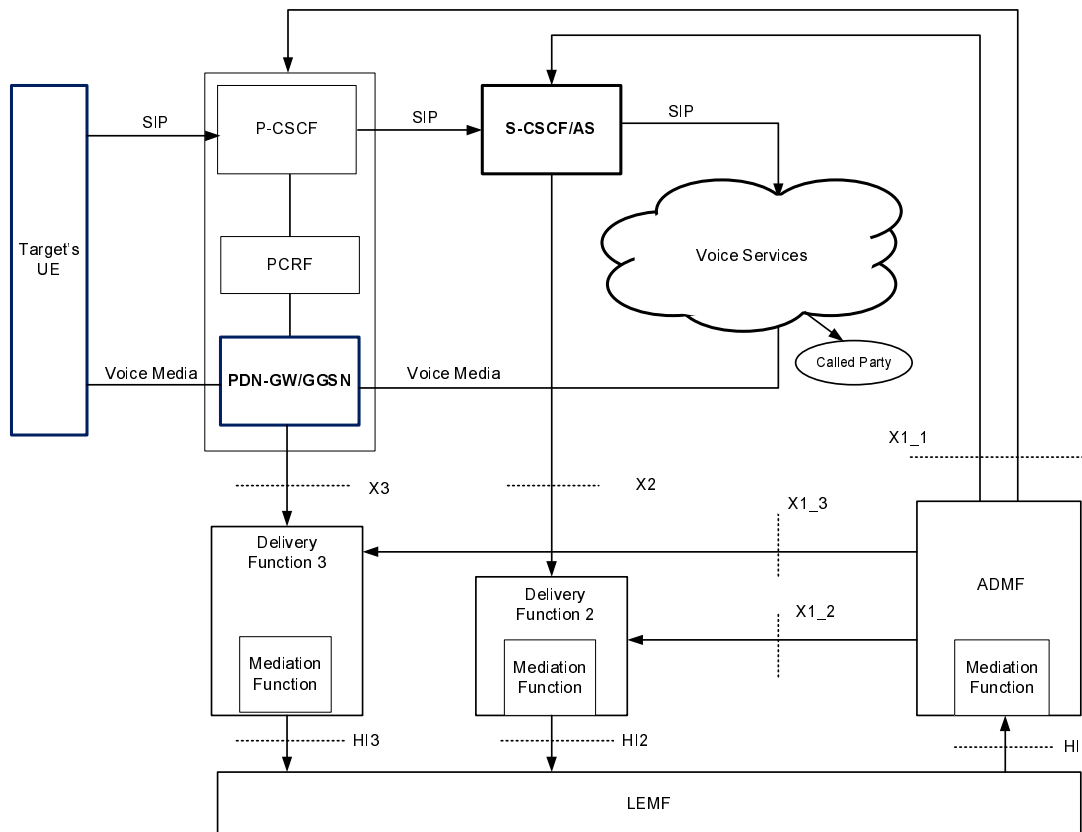 SIP
P-CSCF
SIP
S-CSCF/AS
SIP
Target's
UE
PCRF
Voice Services
Voice Media
PDN-GW/GGSN
Voice Media
Called Party
X1_1
X3
X2
X1_3
Delivery
Function 3
ADMF
Delivery
Function 2
X1_2
Mediation
Function
Mediation
Function
Mediation
Function
HI3
HI2
HI
LEMF